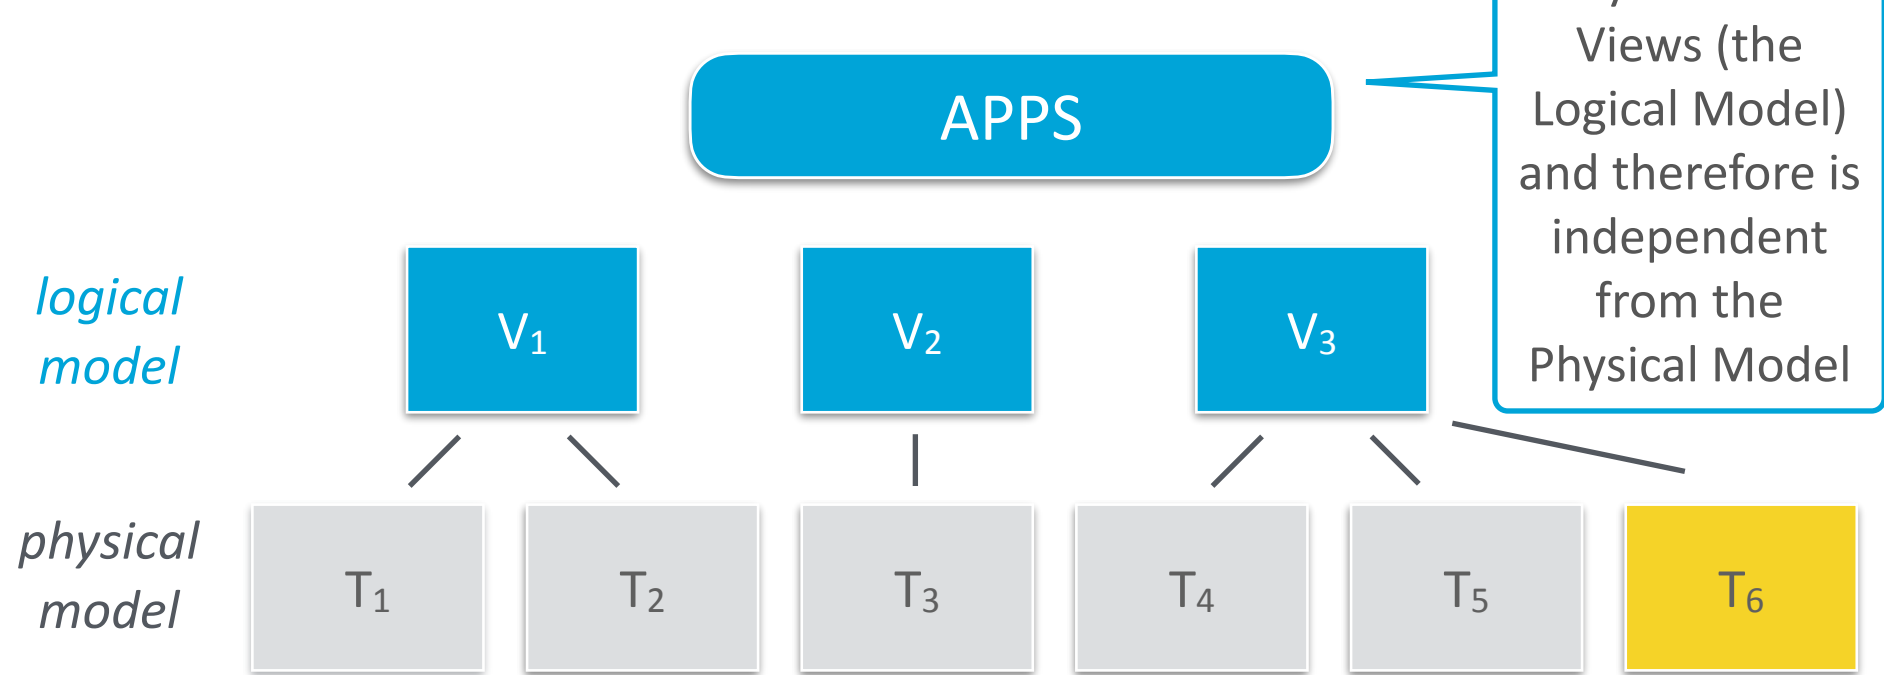 Views (the
Logical Model)
and therefore is
independent
from the
Physical Model
APPS
logical
model
V₁
V₂
V₃
physical
model
T₁
T₂
T₃
T₄
T₅
T₆